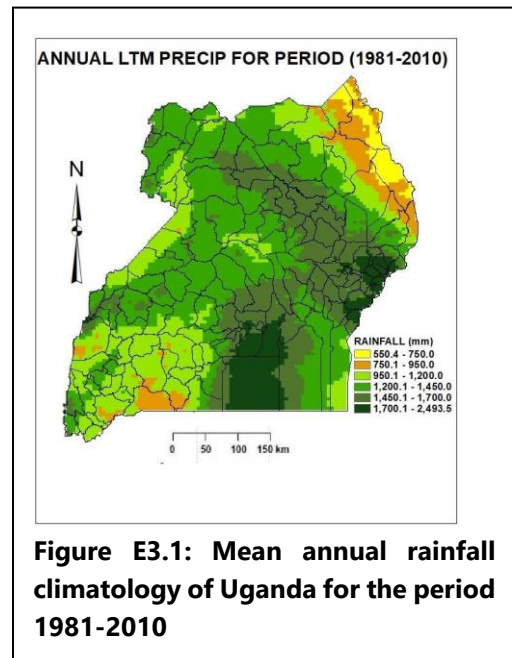 ANNUAL LTM PRECIP FOR PERIOD (1981-2010)
N
RAINFALL (mm)
550.4 - 750.0
750.1 - 950.0
950.1 - 1,200.0
1,200.1 - 1,450.0
1,450.1 - 1,700.0
1,700.1 - 2,493.5
0 50 100 150 km
Figure E3.1: Mean annual rainfall
climatology of Uganda for the period
1981-2010